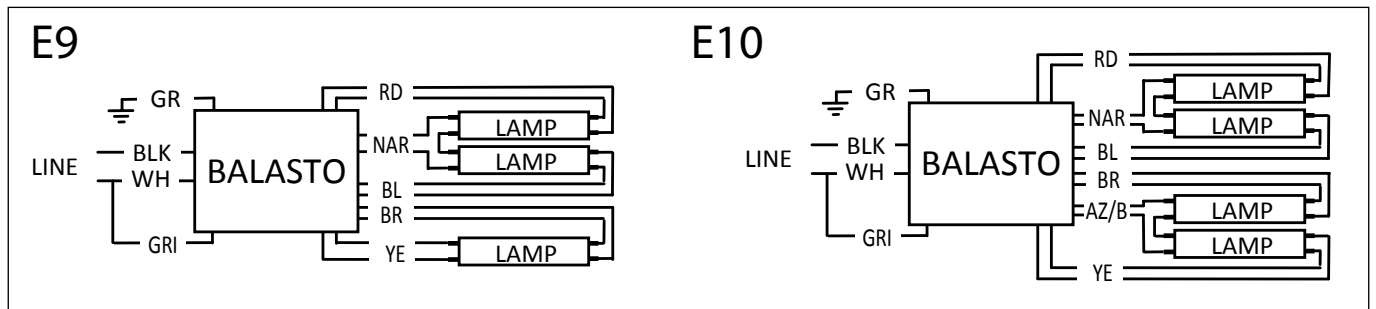 E9
GR
LINE
BLK
WH
GRI
BALASTO
RD
NAR
BL
BR
YE
LAMP
LAMP
LAMP
E10
GR
LINE
BLK
WH
GRI
BALASTO
RD
NAR
BL
BR
AZ/B
YE
LAMP
LAMP
LAMP
LAMP